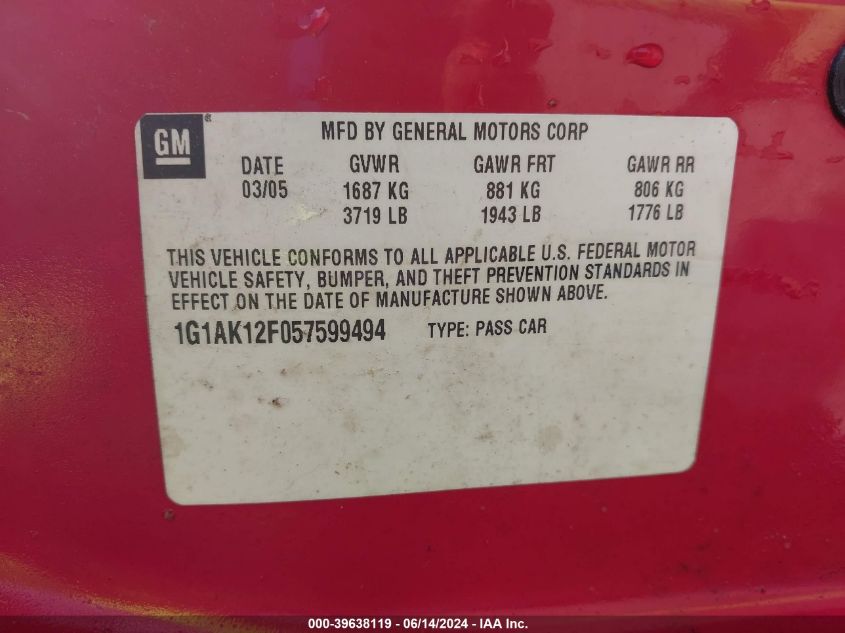 GM®
MFD BY GENERAL MOTORS CORP
DATE GVWR GAWR FRT GAWR RR
03/05 1687 KG 881 KG 806 KG
3719 LB 1943 LB 1776 LB
THIS VEHICLE CONFORMS TO ALL APPLICABLE U.S. FEDERAL MOTOR
VEHICLE SAFETY, BUMPER, AND THEFT PREVENTION STANDARDS IN
EFFECT ON THE DATE OF MANUFACTURE SHOWN ABOVE.
1G1AK12F057599494 TYPE: PASS CAR
000-39638119 - 06/14/2024 - IAA Inc.